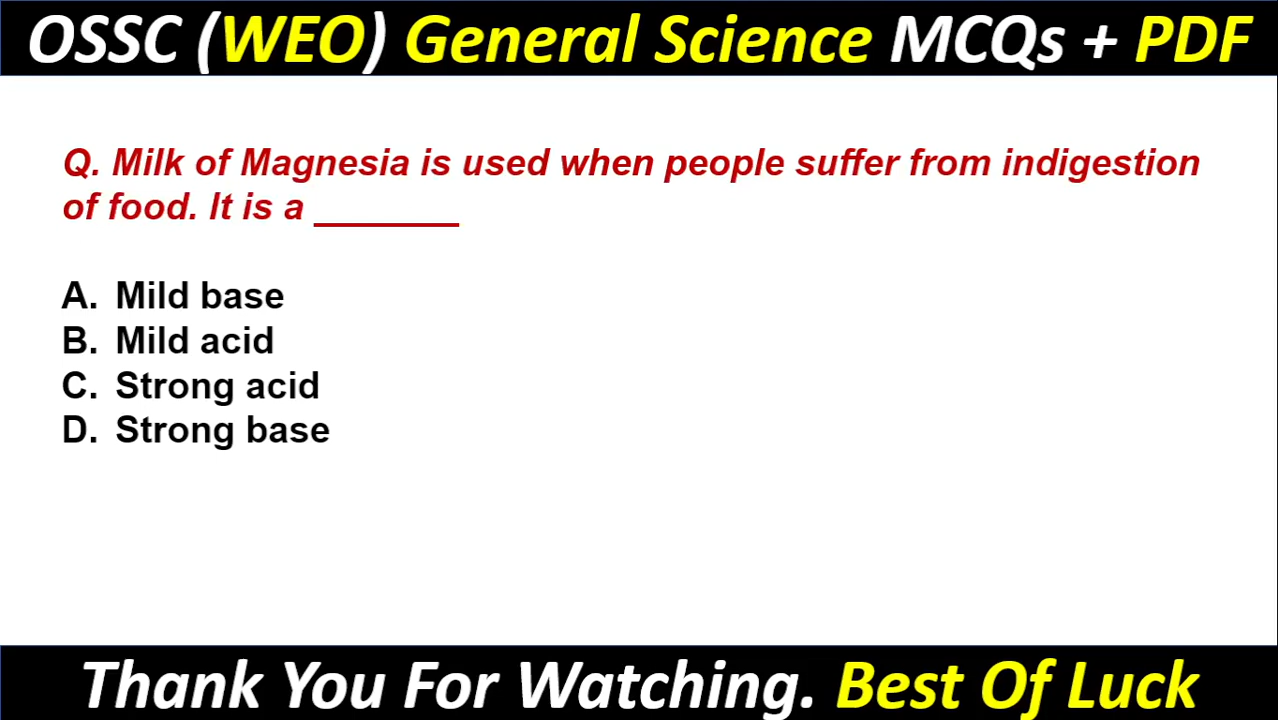 OSSC (WEO) General Science MCQs + PDF
Q. Milk of Magnesia is used when people suffer from indigestion
of food. It is a _______
A. Mild base
B. Mild acid
C. Strong acid
D. Strong base
Thank You For Watching. Best Of Luck